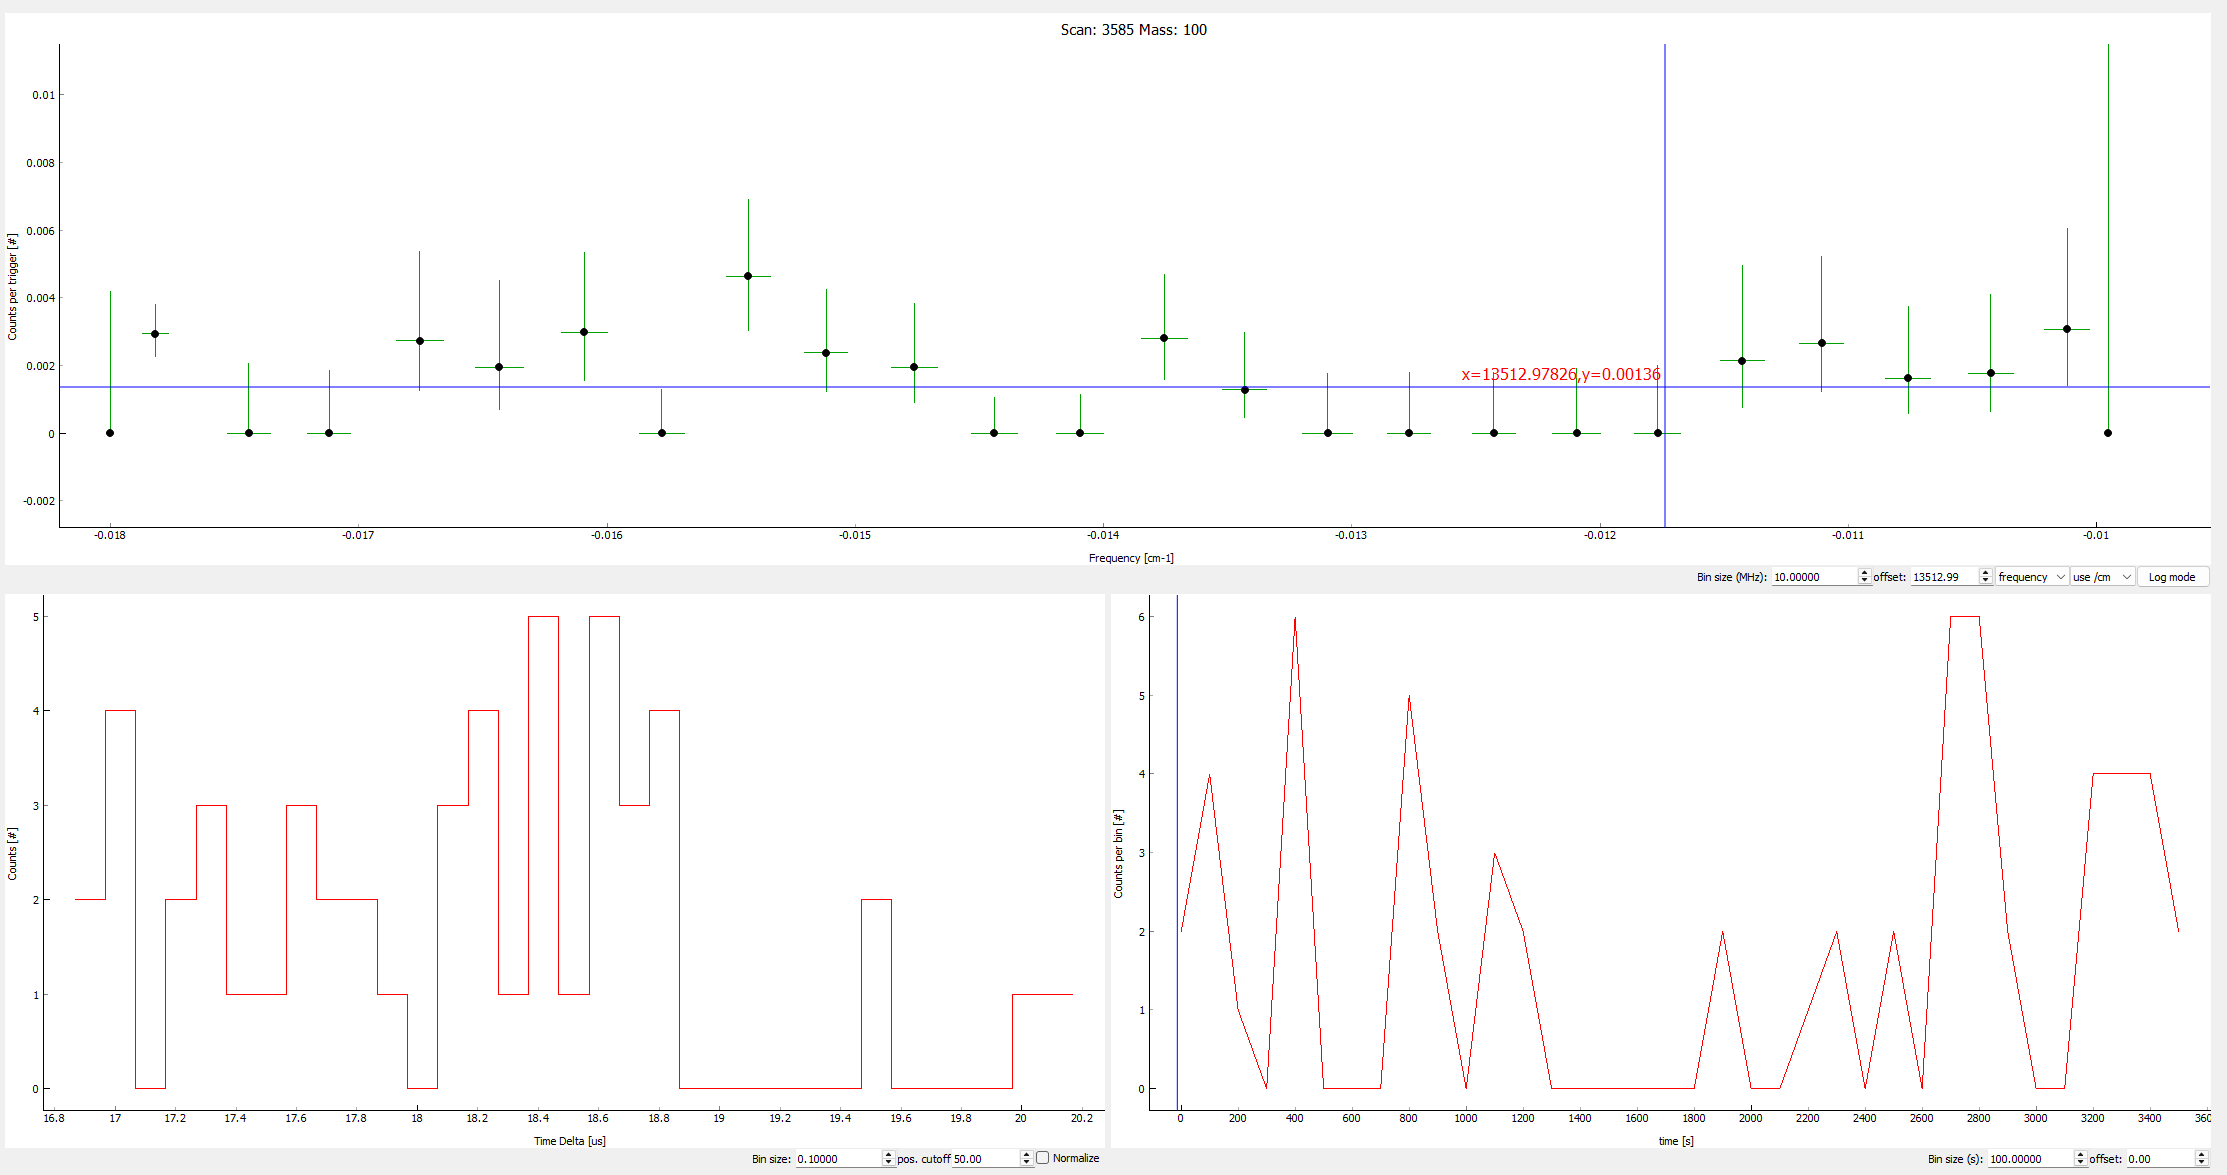 Scan: 3585 Mass: 100
Counts per trigger [#]
0.01
0.008
0.006
0.004
0.002
0
-0.002
x=13512.97826,y=0.00136
-0.018 -0.017 -0.016 -0.015 -0.014 -0.013 -0.012 -0.011 -0.01
Frequency [cm-1]
Bin size (MHz): 10.00000 offset: 13512.99 frequency use /cm Log mode
Counts [#]
5
4
3
2
1
0
16.8 17 17.2 17.4 17.6 17.8 18 18.2 18.4 18.6 18.8 19 19.2 19.4 19.6 19.8 20 20.2
Time Delta [us]
Bin size: 0.10000 pos. cutoff 50.00 Normalize
Counts per bin [#]
6
5
4
3
2
1
0
0 200 400 600 800 1000 1200 1400 1600 1800 2000 2200 2400 2600 2800 3000 3200 3400 360
time [s]
Bin size (s): 100.00000 offset: 0.00